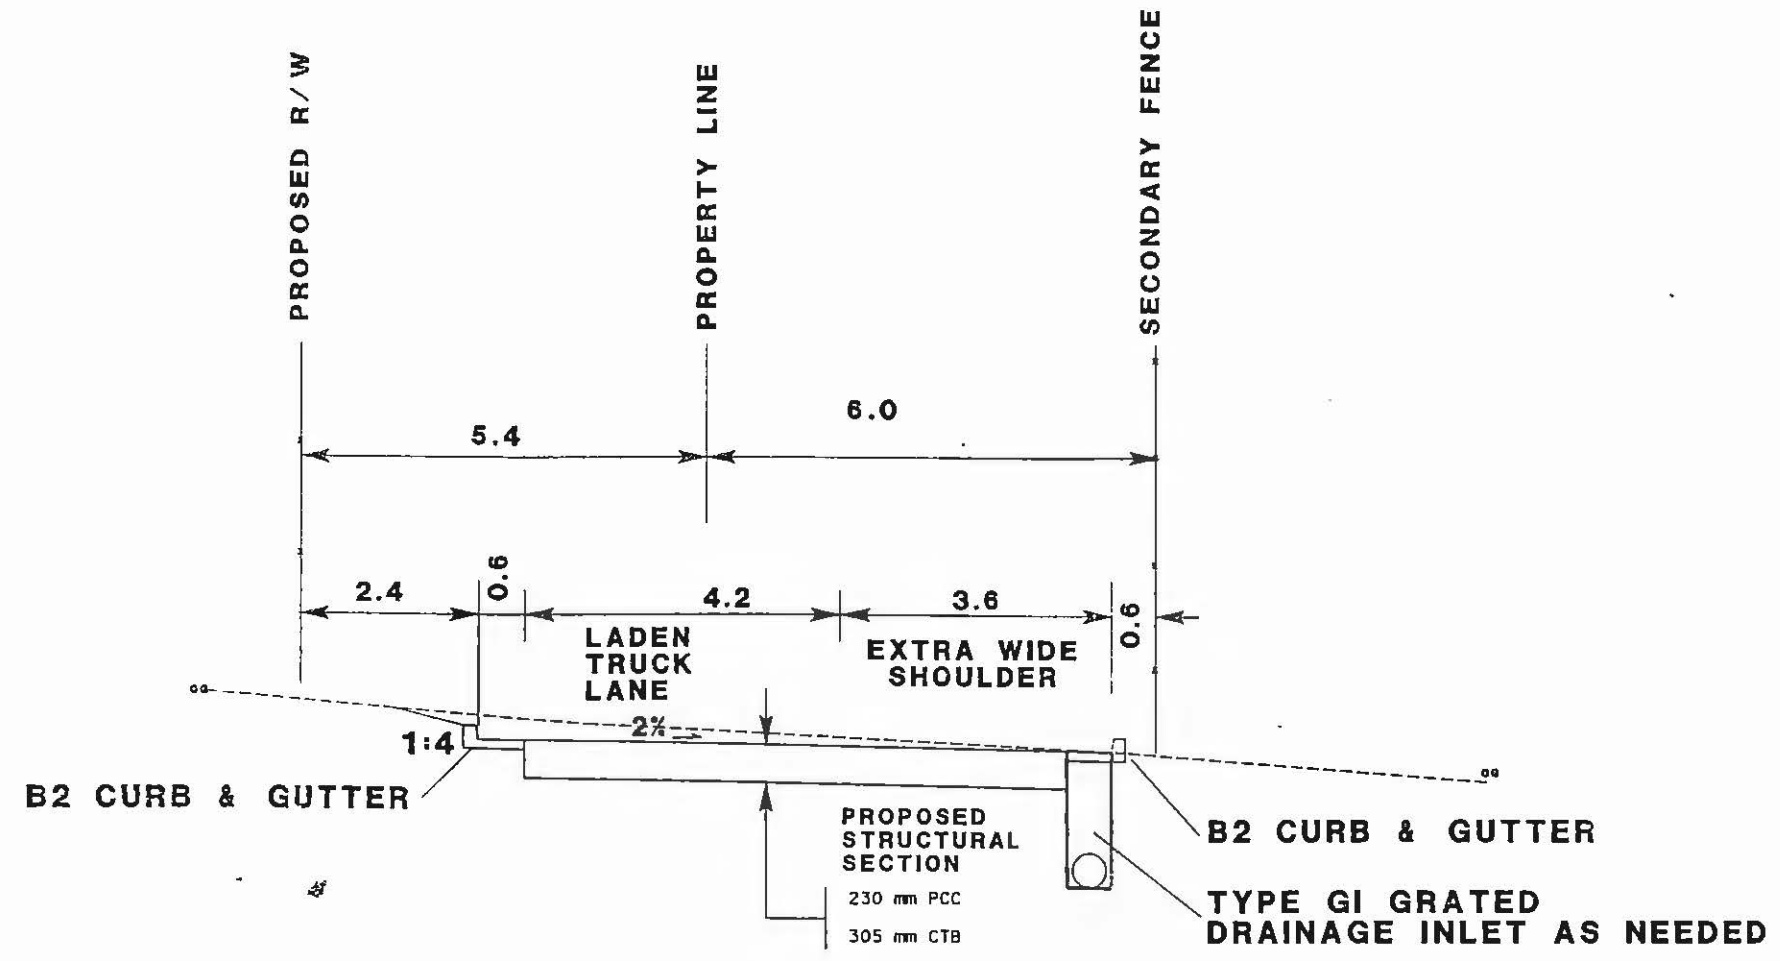 PROPOSED R/W
PROPERTY LINE
SECONDARY FENCE
5.4
6.0
2.4
0.6
4.2
3.6
0.6
LADEN
TRUCK
LANE
EXTRA WIDE
SHOULDER
OG
2%
1:4
OG
B2 CURB & GUTTER
PROPOSED
STRUCTURAL
SECTION
230 mm PCC
305 mm CTB
B2 CURB & GUTTER
TYPE GI GRATED
DRAINAGE INLET AS NEEDED